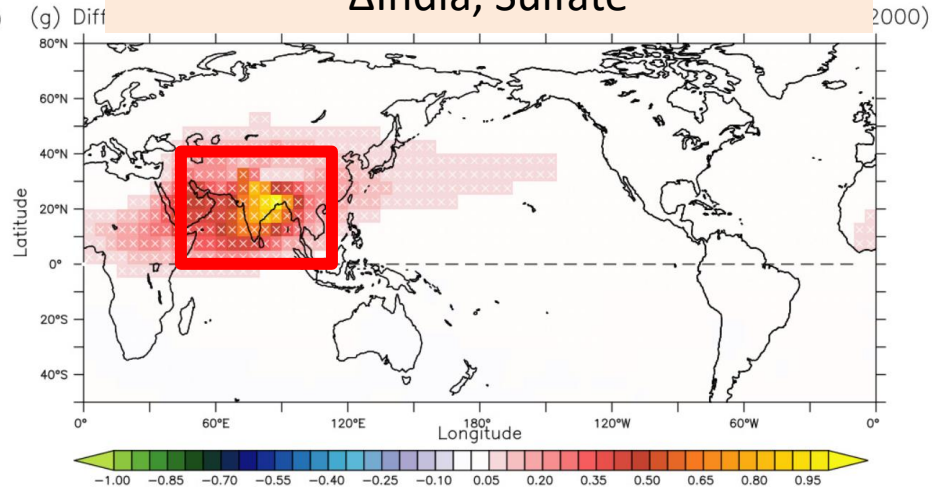 ΔIndia, Sulfate
(g) Diff
2000)
80°N
60°N
40°N
20°N
0°
20°S
40°S
Latitude
0° 60°E 120°E 180° 120°W 60°W 0°
Longitude
-1.00 -0.85 -0.70 -0.55 -0.40 -0.25 -0.10 0.05 0.20 0.35 0.50 0.65 0.80 0.95